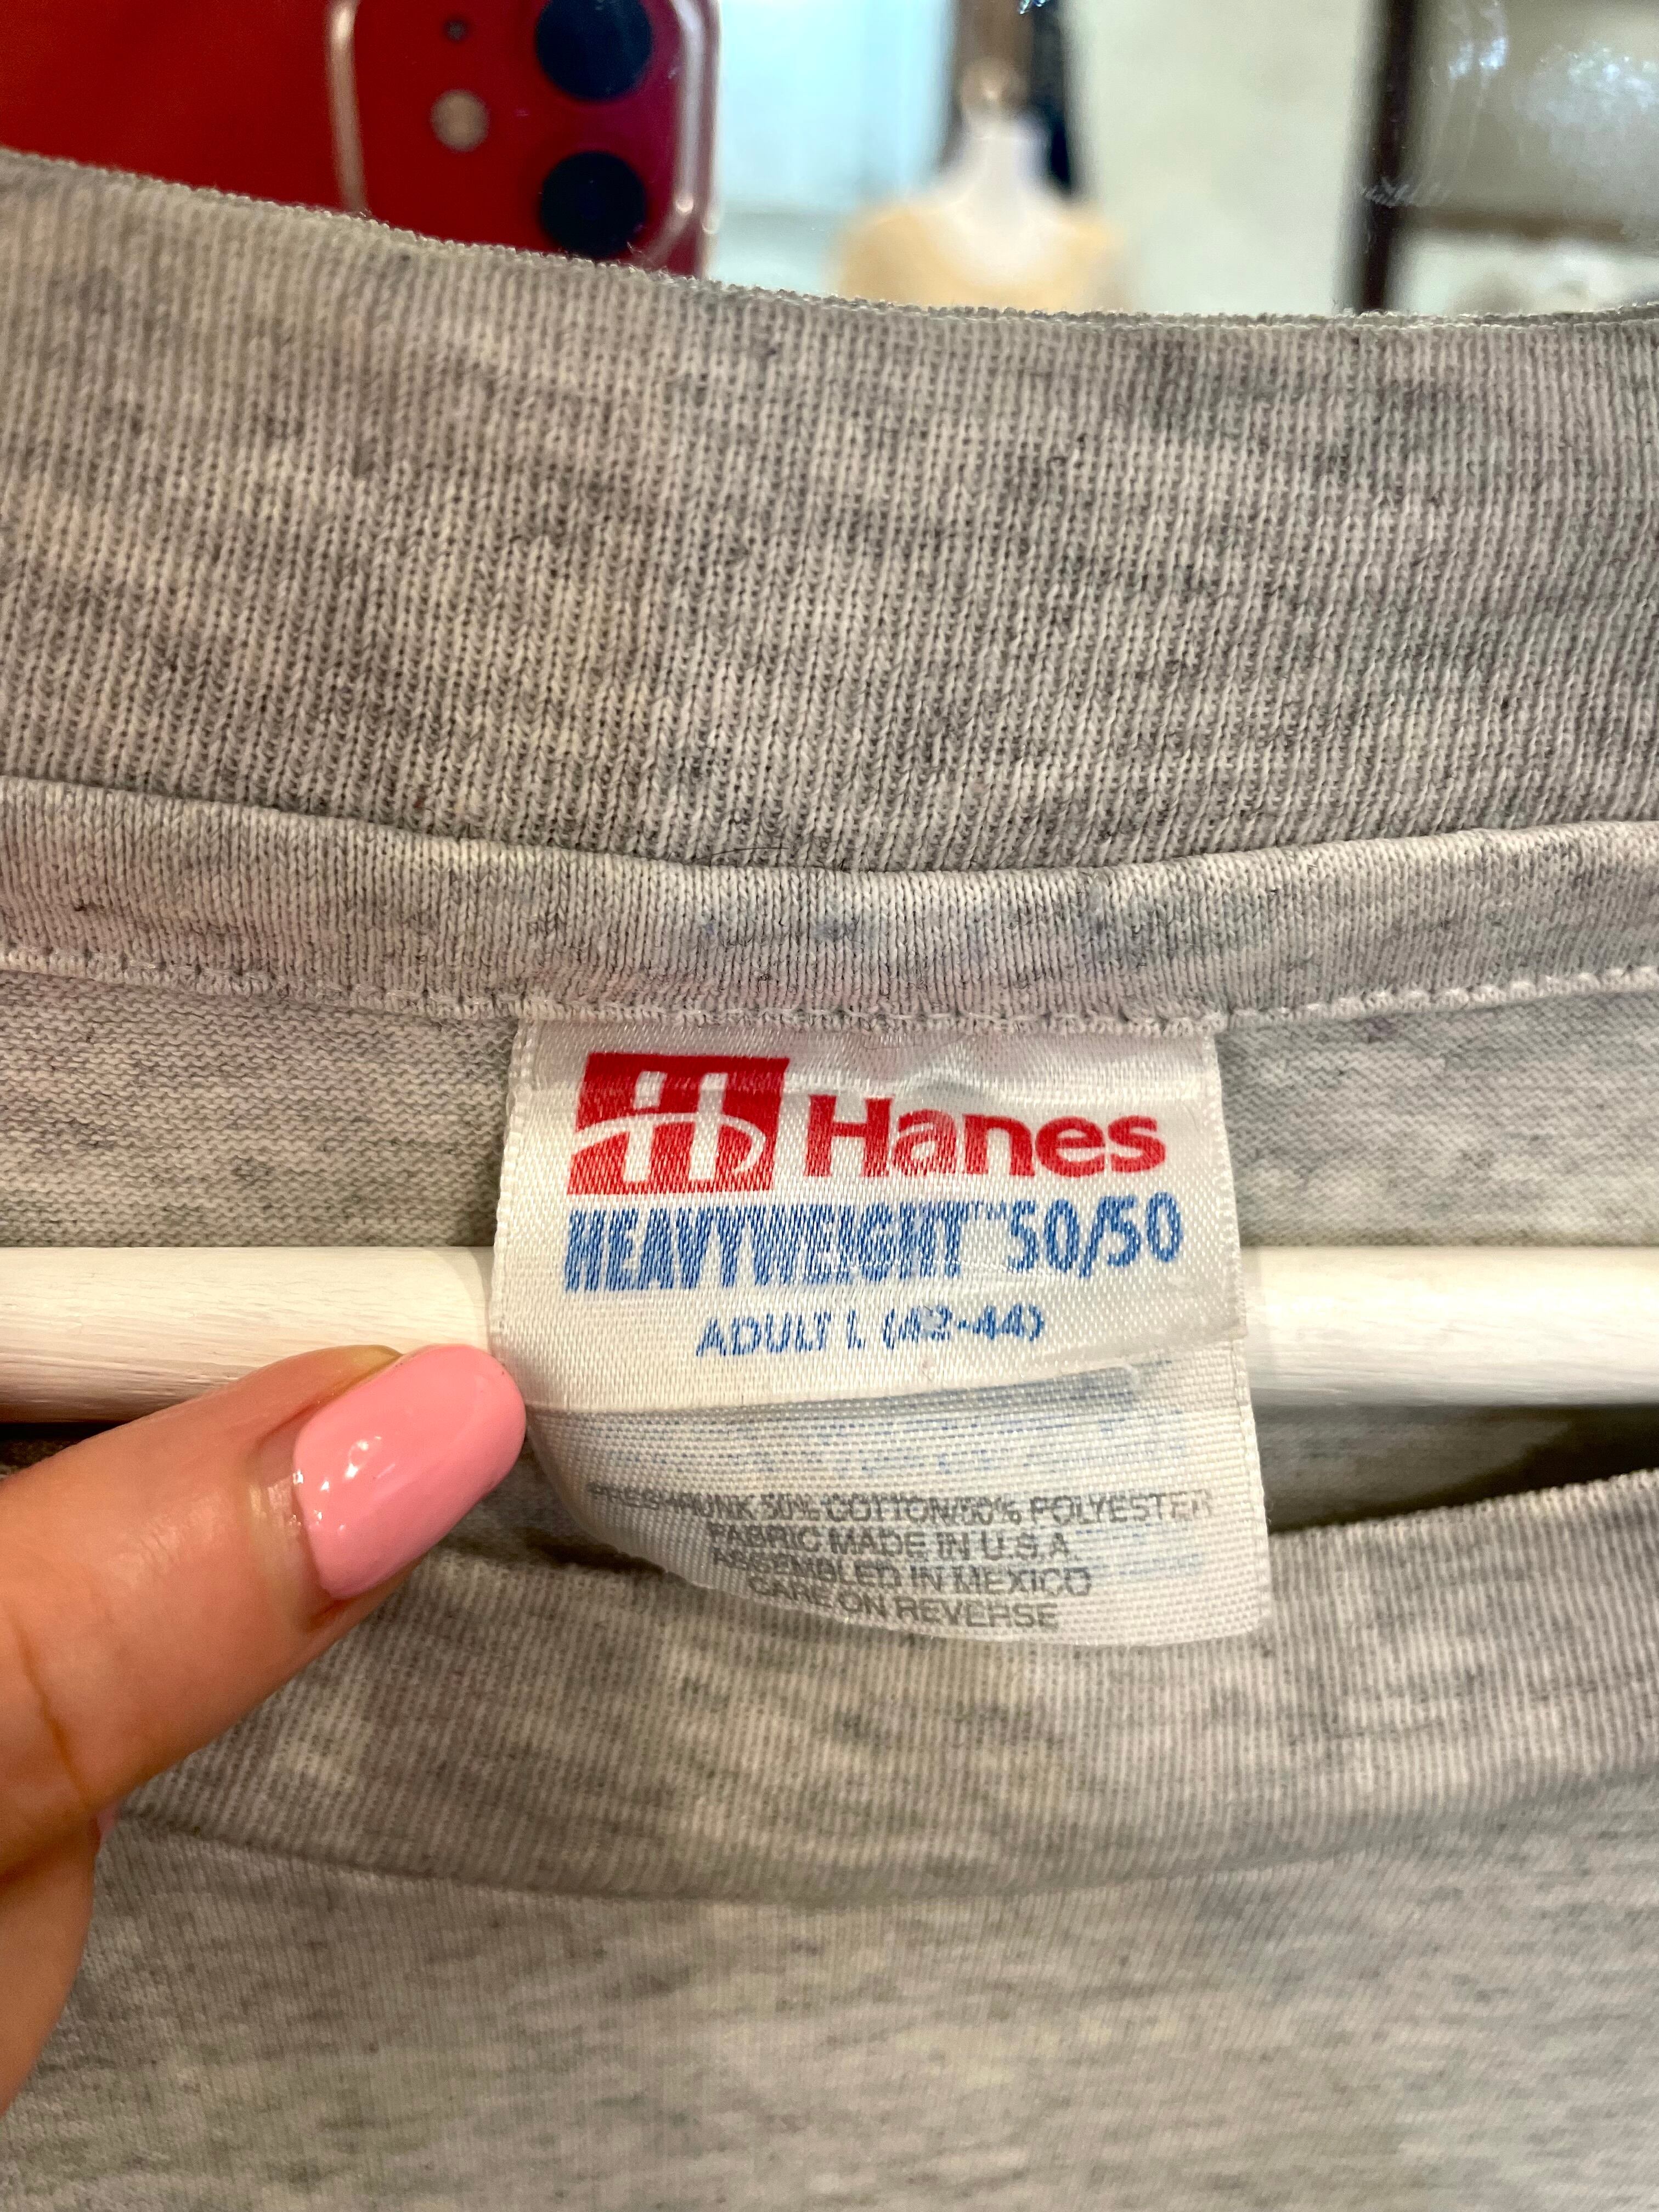 Hanes
HEAVYWEIGHT™ 50/50
ADULT L (42-44)
PRESHRUNK 50% COTTON/50% POLYESTER
FABRIC MADE IN U.S.A.
ASSEMBLED IN MEXICO
CARE ON REVERSE